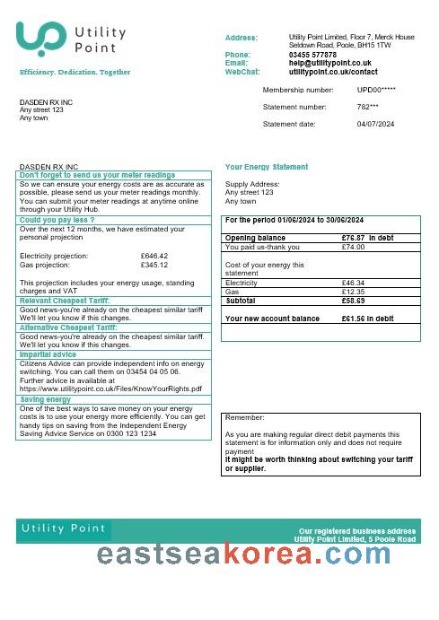 Utility
Point
Efficiency. Dedication. Together
Address: Utility Point Limited, Floor 7, Merck House
Seldown Road, Poole, BH15 1TW
Phone: 03455 577878
Email: help@utilitypoint.co.uk
WebChat: utilitypoint.co.uk/contact
Membership number: UPD00*****
Statement number: 782***
Statement date: 04/07/2024
DASDEN RX INC
Any street 123
Any town
DASDEN RX INC
Don't forget to send us your meter readings
So we can ensure your energy costs are as accurate as
possible, please send us your meter readings monthly.
You can submit your meter readings at anytime online
through your Utility Hub.
Could you pay less ?
Over the next 12 months, we have estimated your
personal projection
Electricity projection: £646.42
Gas projection: £345.12
This projection includes your energy usage, standing
charges and VAT
Relevant Cheapest Tariff:
Good news-you're already on the cheapest similar tariff
We'll let you know if this changes.
Alternative Cheapest Tariff:
Good news-you're already on the cheapest similar tariff
We'll let you know if this changes.
Impartial advice
Citizens Advice can provide independent info on energy
switching. You can call them on 03454 04 05 06.
Further advice is available at
https://www.utilitypoint.co.uk/Files/KnowYourRights.pdf
Saving energy
One of the best ways to save money on your energy
costs is to use your energy more efficiently. You can get
handy tips on saving from the Independent Energy
Saving Advice Service on 0300 123 1234
Your Energy Statement
Supply Address:
Any street 123
Any town
For the period 01/06/2024 to 30/06/2024
Opening balance £76.87 in debt
You paid us-thank you £74.00
Cost of your energy this
statement
Electricity £46.34
Gas £12.35
Subtotal £58.69
Your new account balance £61.56 in debit
Remember:
As you are making regular direct debit payments this
statement is for information only and does not require
payment
It might be worth thinking about switching your tariff
or supplier.
Utility Point
Our registered business address
Utility Point Limited, 5 Poole Road
eastseakorea.com